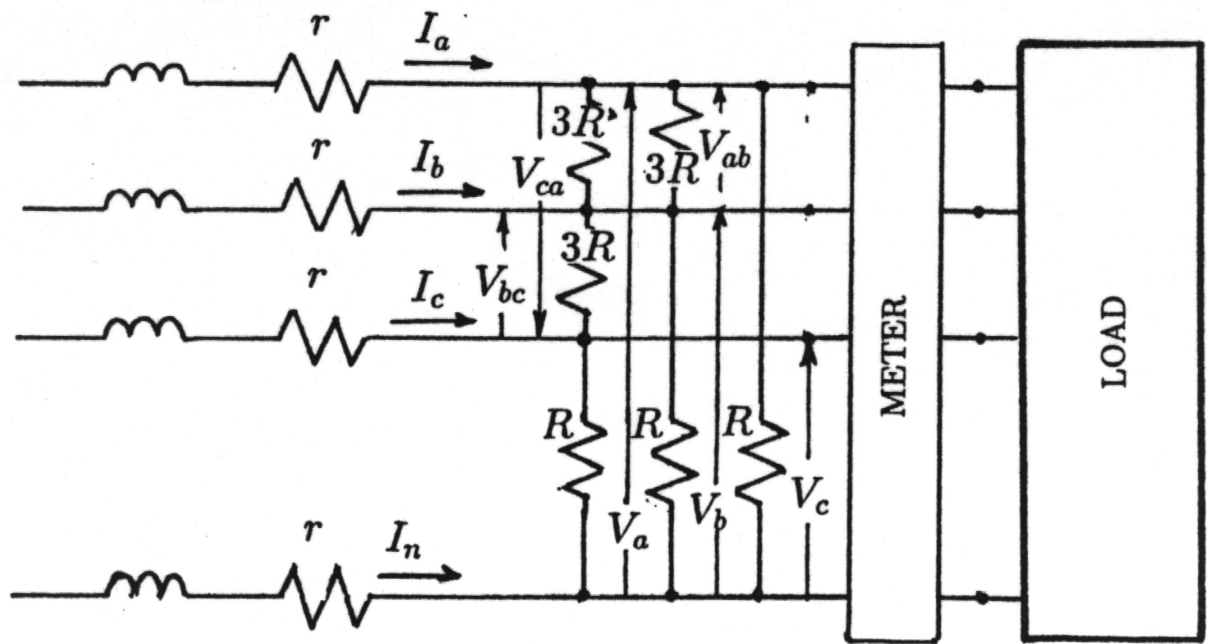 r
I_a
3R
3R
V_ab
r
I_b
V_ca
3R
V_bc
r
I_c
METER
LOAD
R
R
R
V_a
V_b
V_c
r
I_n